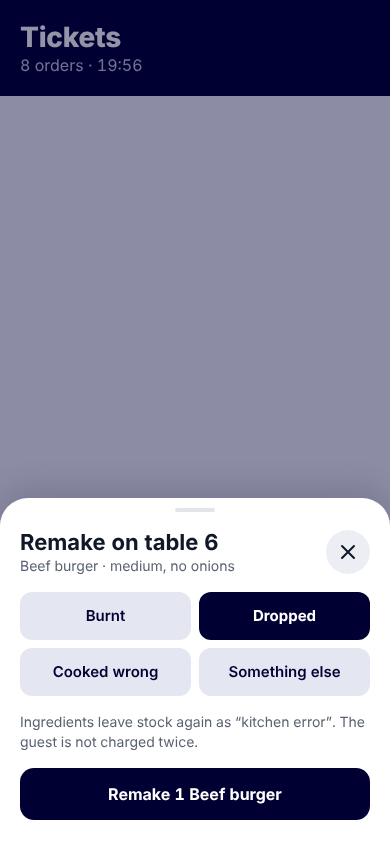 Tickets
8 orders · 19:56
Remake on table 6
Beef burger · medium, no onions
Burnt
Dropped
Cooked wrong
Something else
Ingredients leave stock again as “kitchen error”. The
guest is not charged twice.
Remake 1 Beef burger